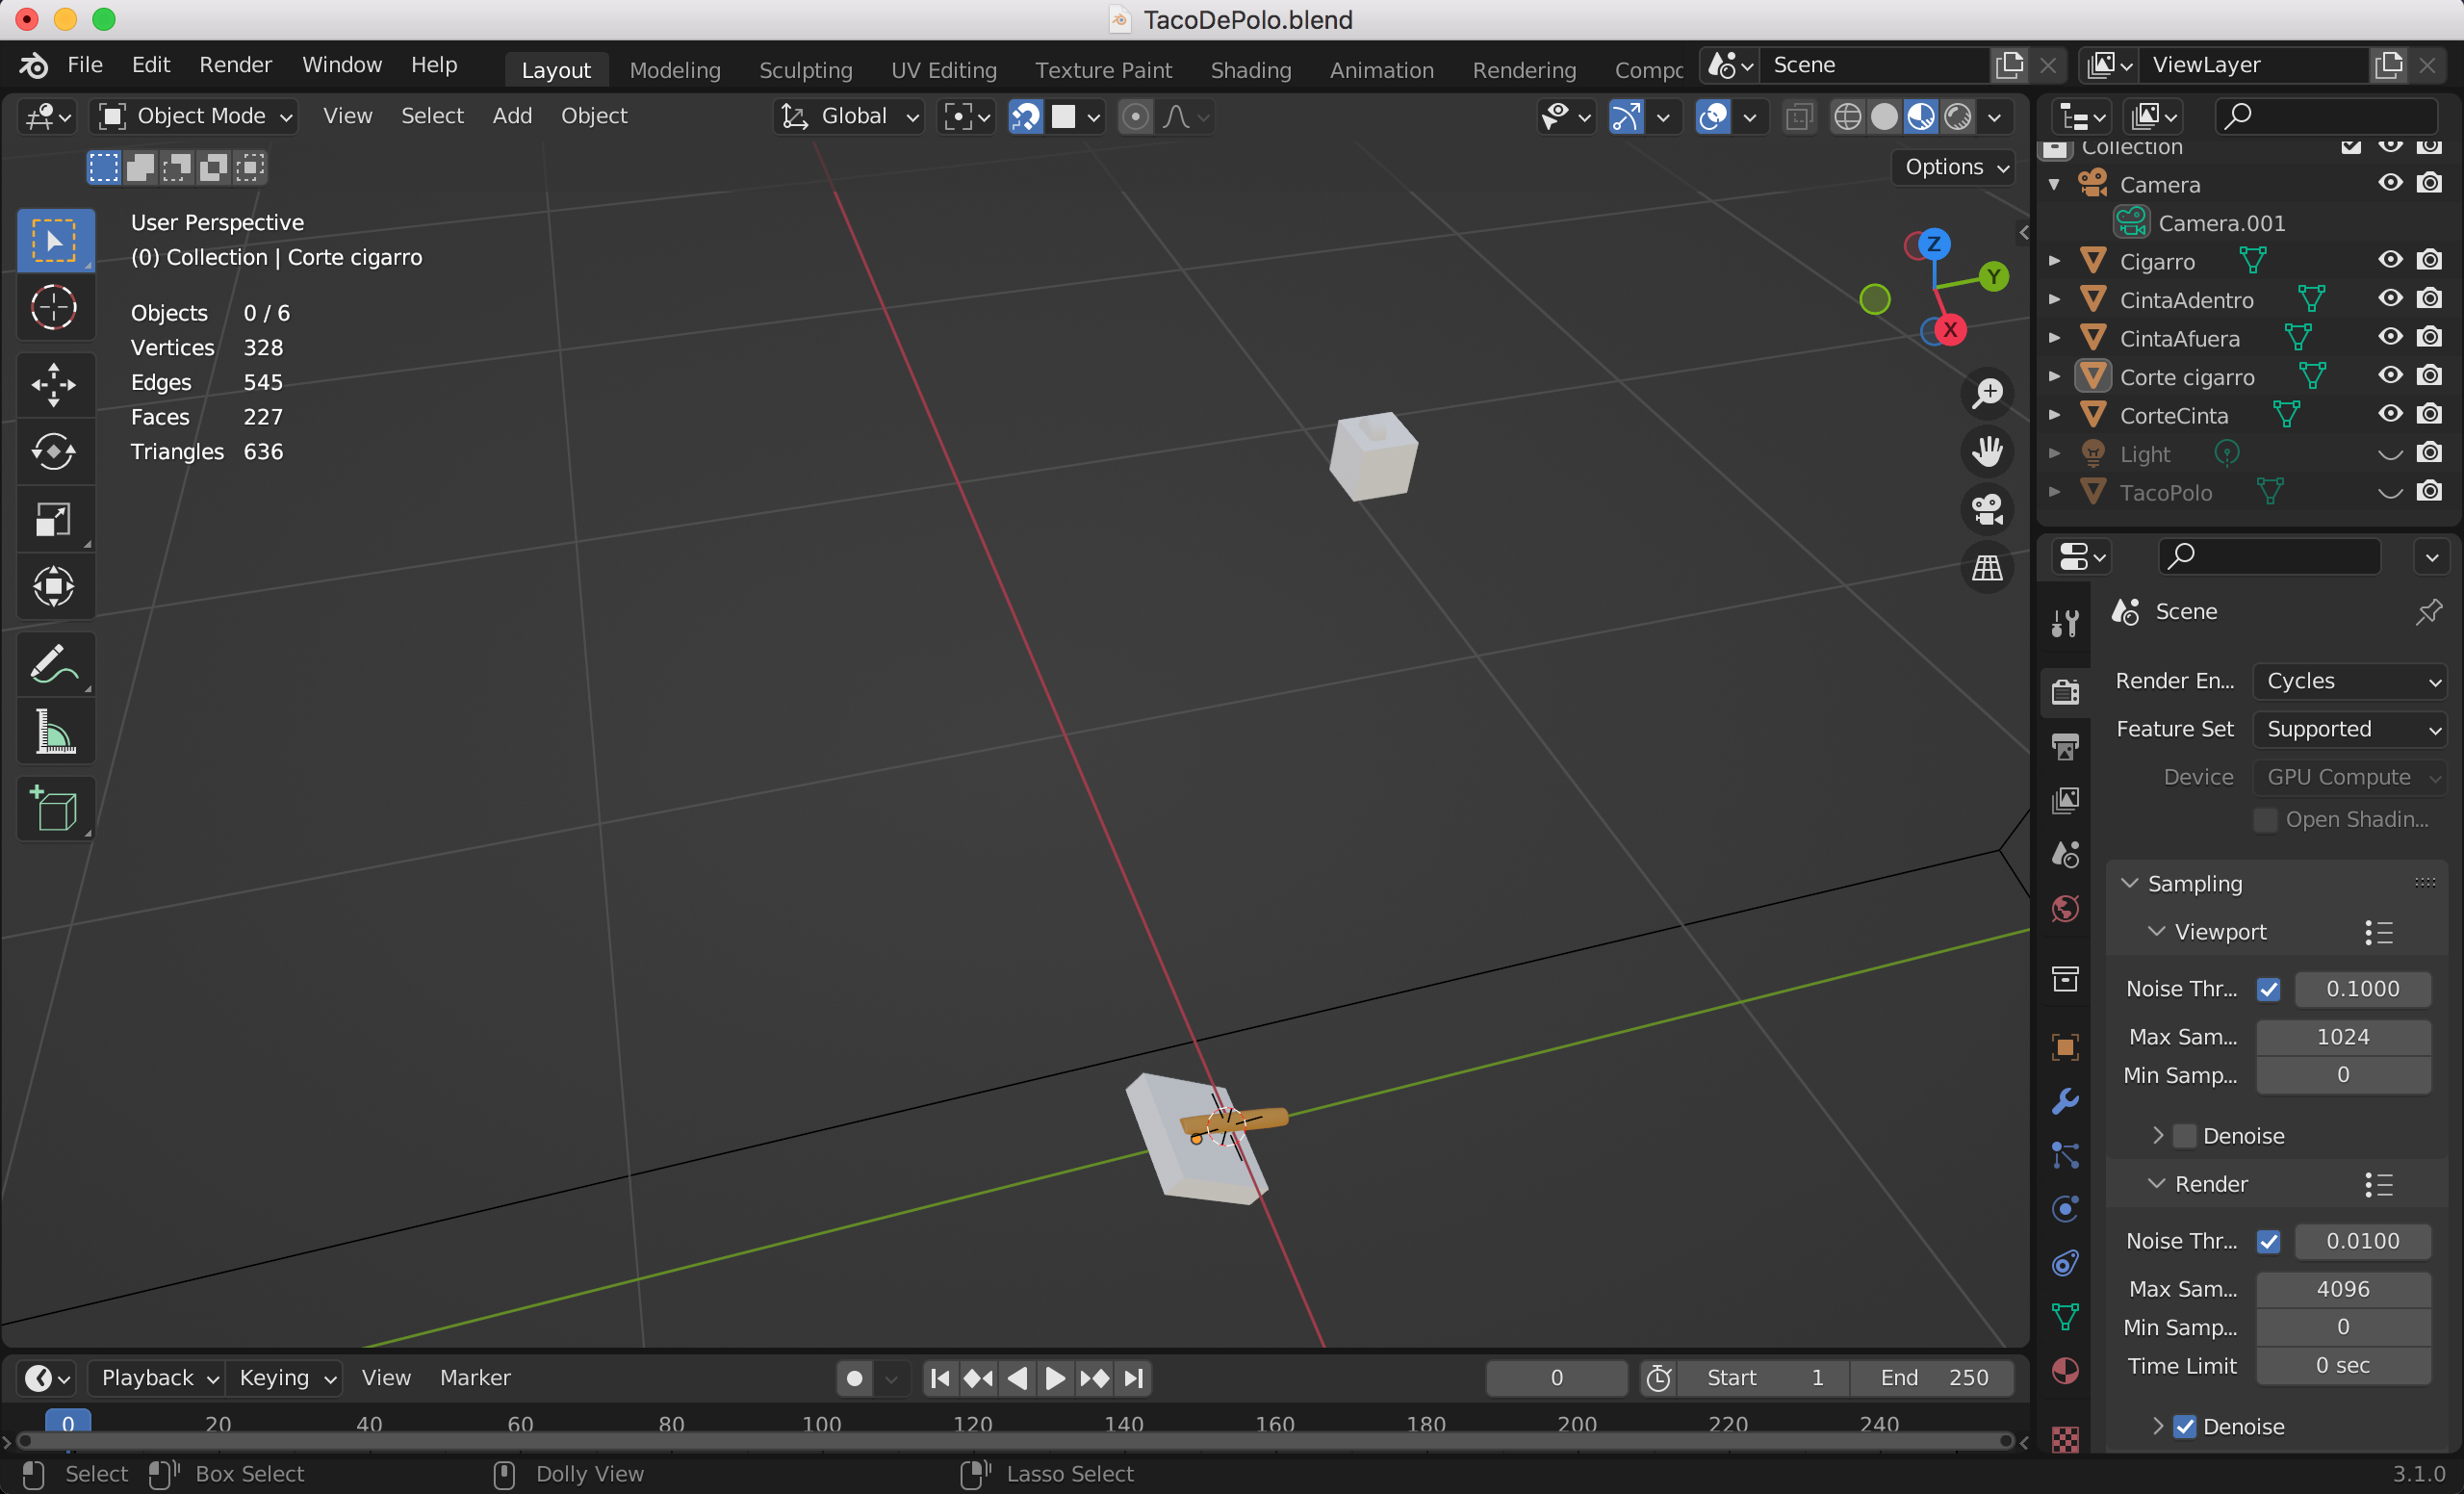 TacoDePolo.blend
File Edit Render Window Help Layout Modeling Sculpting UV Editing Texture Paint Shading Animation Rendering Compc Scene ViewLayer
Object Mode View Select Add Object Global
Options
User Perspective
(0) Collection | Corte cigarro
Objects 0 / 6
Vertices 328
Edges 545
Faces 227
Triangles 636
Z
Y
X
Collection
Camera
Camera.001
Cigarro
CintaAdentro
CintaAfuera
Corte cigarro
CorteCinta
Light
TacoPolo
Scene
Render En... Cycles
Feature Set Supported
Device GPU Compute
Open Shadin...
Sampling
Viewport
Noise Thr... 0.1000
Max Sam... 1024
Min Samp... 0
Denoise
Render
Noise Thr... 0.0100
Max Sam... 4096
Min Samp... 0
Time Limit 0 sec
Denoise
Playback Keying View Marker 0 Start 1 End 250
0 20 40 60 80 100 120 140 160 180 200 220 240
Select Box Select Dolly View Lasso Select 3.1.0